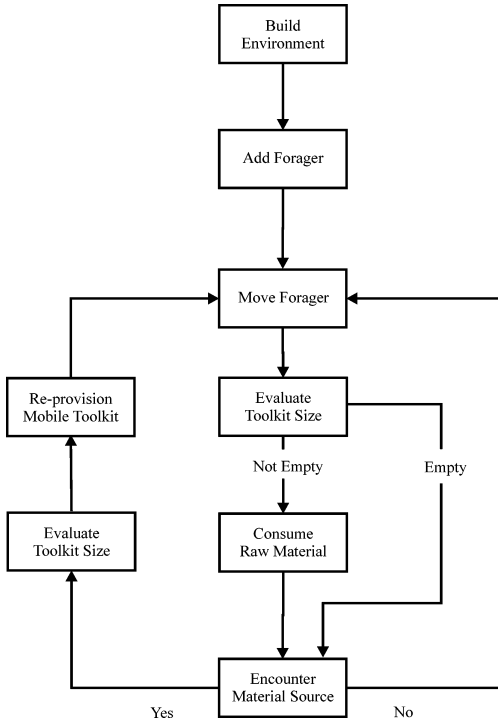 Build
Environment
Add Forager
Move Forager
Re-provision
Mobile Toolkit
Evaluate
Toolkit Size
Not Empty
Empty
Evaluate
Toolkit Size
Consume
Raw Material
Encounter
Material Source
Yes
No